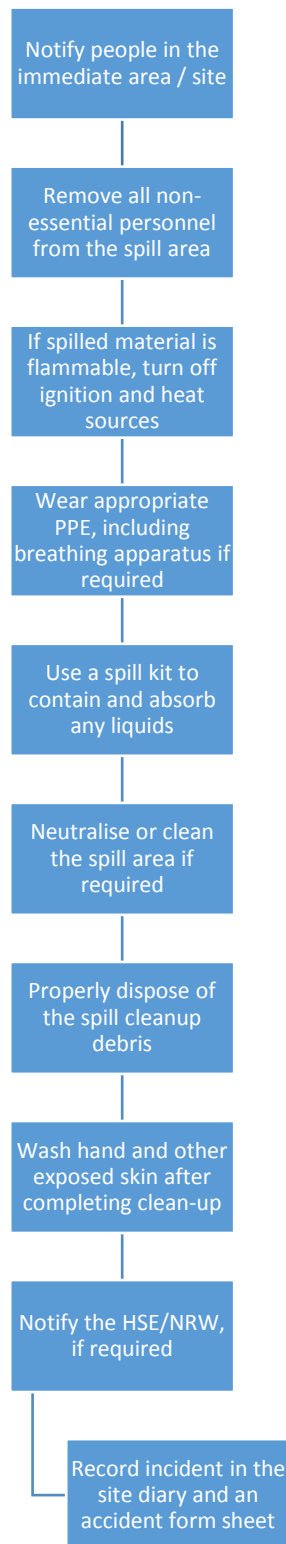 Notify people in the
immediate area / site
Remove all non-
essential personnel
from the spill area
If spilled material is
flammable, turn off
ignition and heat
sources
Wear appropriate
PPE, including
breathing apparatus if
required
Use a spill kit to
contain and absorb
any liquids
Neutralise or clean
the spill area if
required
Properly dispose of
the spill cleanup
debris
Wash hand and other
exposed skin after
completing clean-up
Notify the HSE/NRW,
if required
Record incident in the
site diary and an
accident form sheet